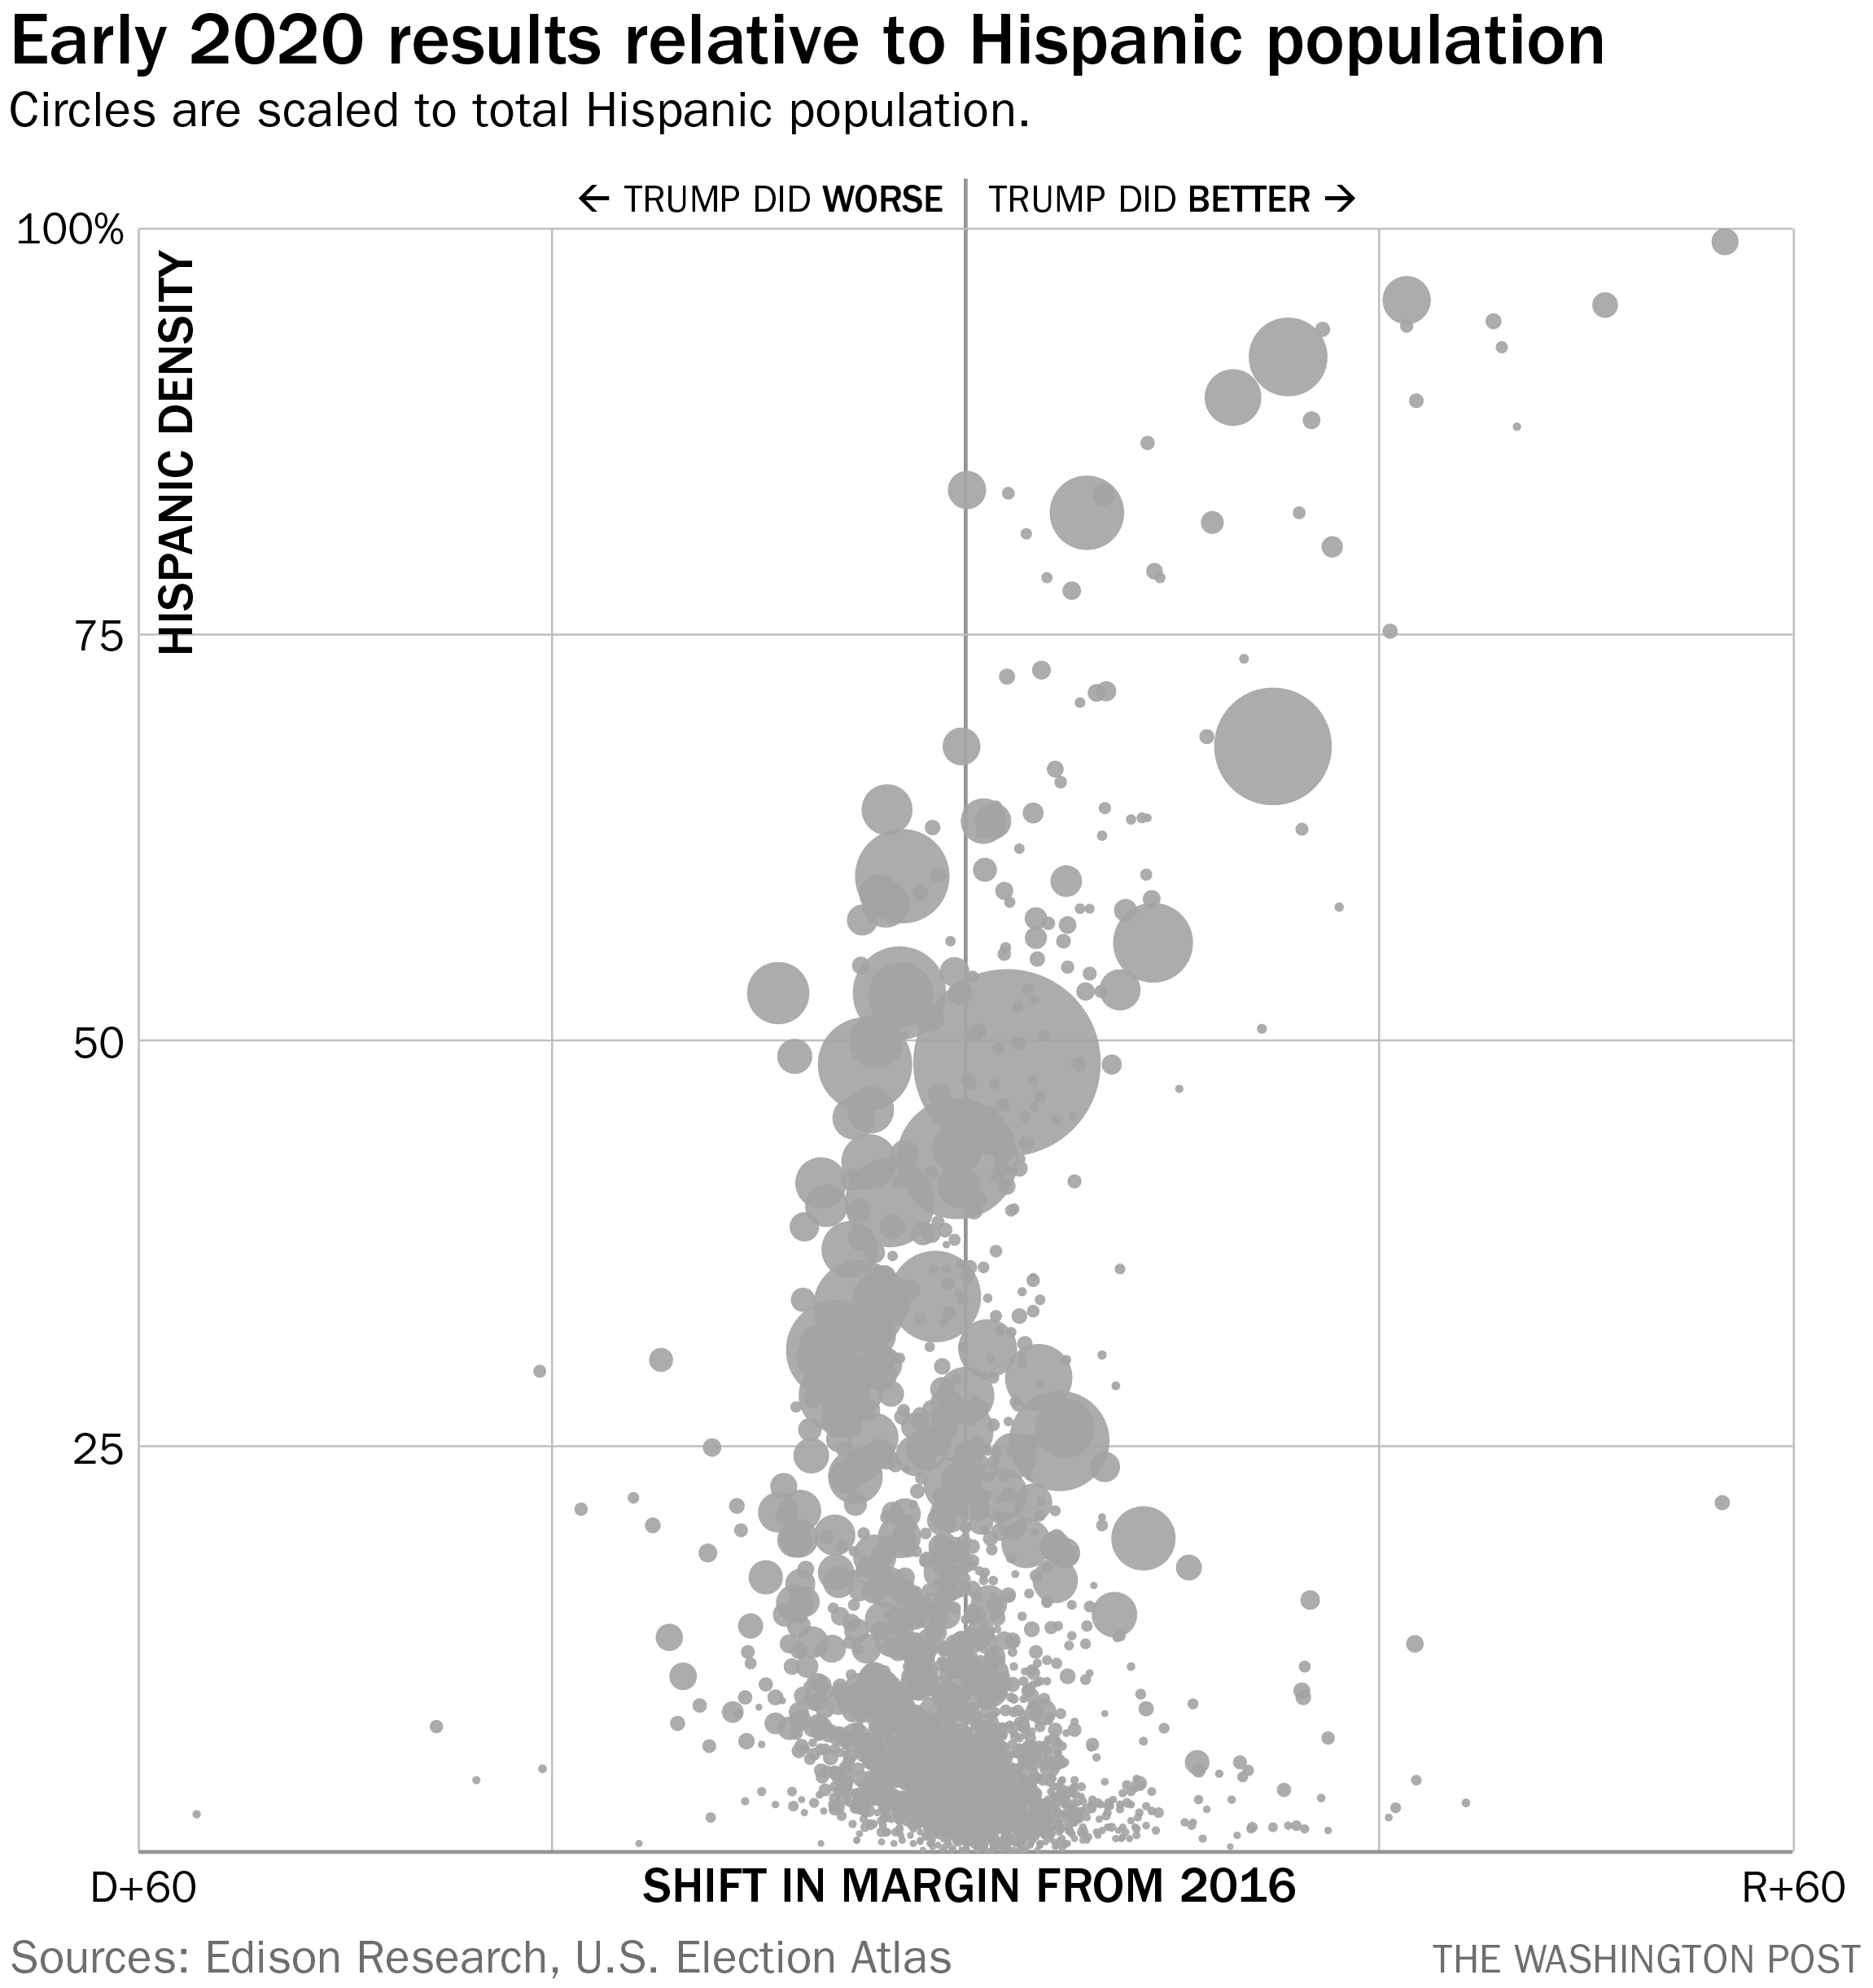 Early 2020 results relative to Hispanic population
Circles are scaled to total Hispanic population.
← TRUMP DID WORSE
TRUMP DID BETTER →
100%
HISPANIC DENSITY
75
50
25
D+60
SHIFT IN MARGIN FROM 2016
R+60
Sources: Edison Research, U.S. Election Atlas
THE WASHINGTON POST